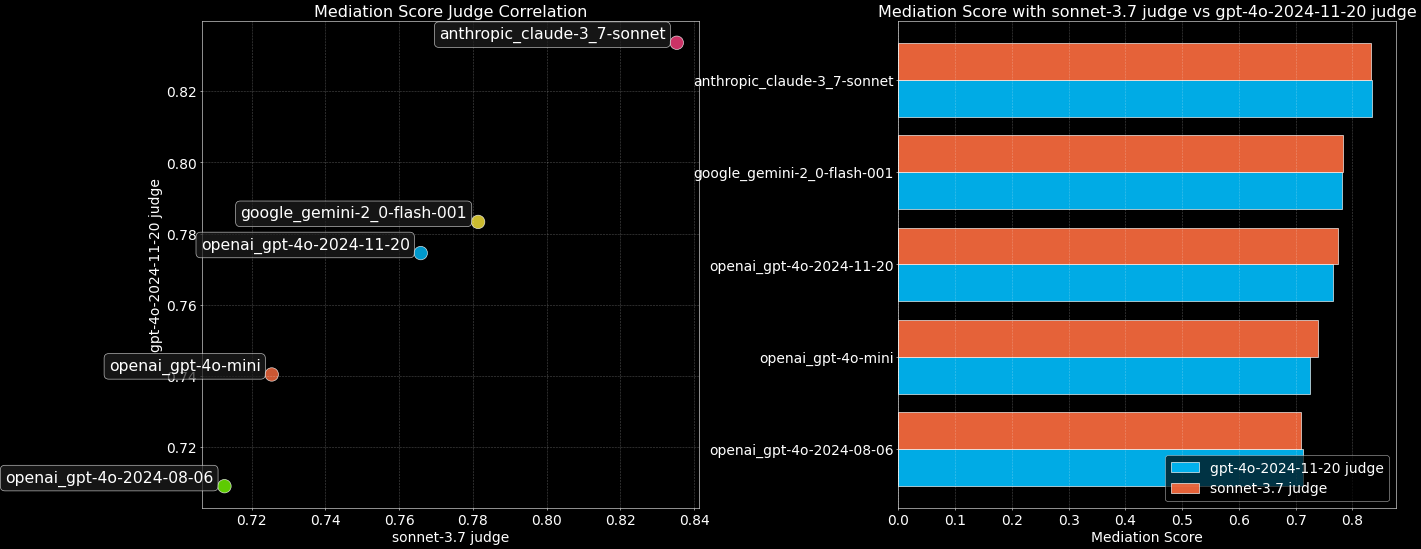 Mediation Score Judge Correlation
gpt-4o-2024-11-20 judge
0.82
0.80
0.78
0.76
0.74
0.72
anthropic_claude-3_7-sonnet
google_gemini-2_0-flash-001
openai_gpt-4o-2024-11-20
openai_gpt-4o-mini
openai_gpt-4o-2024-08-06
0.72 0.74 0.76 0.78 0.80 0.82 0.84
sonnet-3.7 judge
Mediation Score with sonnet-3.7 judge vs gpt-4o-2024-11-20 judge
anthropic_claude-3_7-sonnet
google_gemini-2_0-flash-001
openai_gpt-4o-2024-11-20
openai_gpt-4o-mini
openai_gpt-4o-2024-08-06
gpt-4o-2024-11-20 judge
sonnet-3.7 judge
0.0 0.1 0.2 0.3 0.4 0.5 0.6 0.7 0.8
Mediation Score